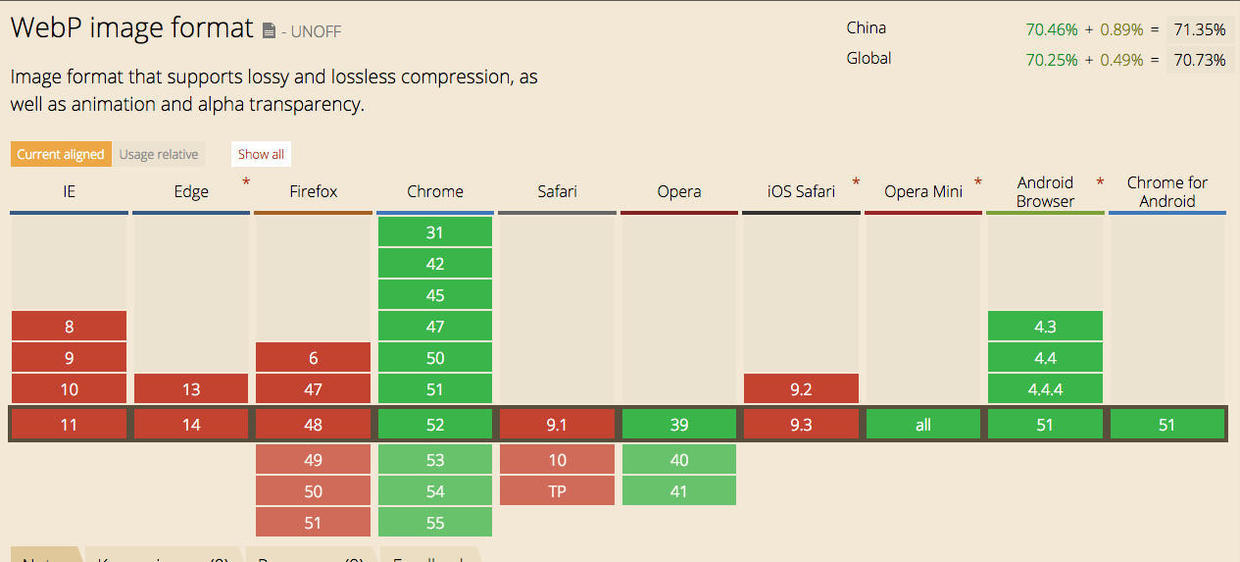 WebP image format - UNOFF
China 70.46% + 0.89% = 71.35%
Global 70.25% + 0.49% = 70.73%
Image format that supports lossy and lossless compression, as
well as animation and alpha transparency.
Current aligned Usage relative Show all
IE Edge * Firefox Chrome Safari Opera iOS Safari * Opera Mini * Android Browser * Chrome for Android
31
42
45
8 47 4.3
9 6 50 4.4
10 13 47 51 9.2 4.4.4
11 14 48 52 9.1 39 9.3 all 51 51
49 53 10 40
50 54 TP 41
51 55